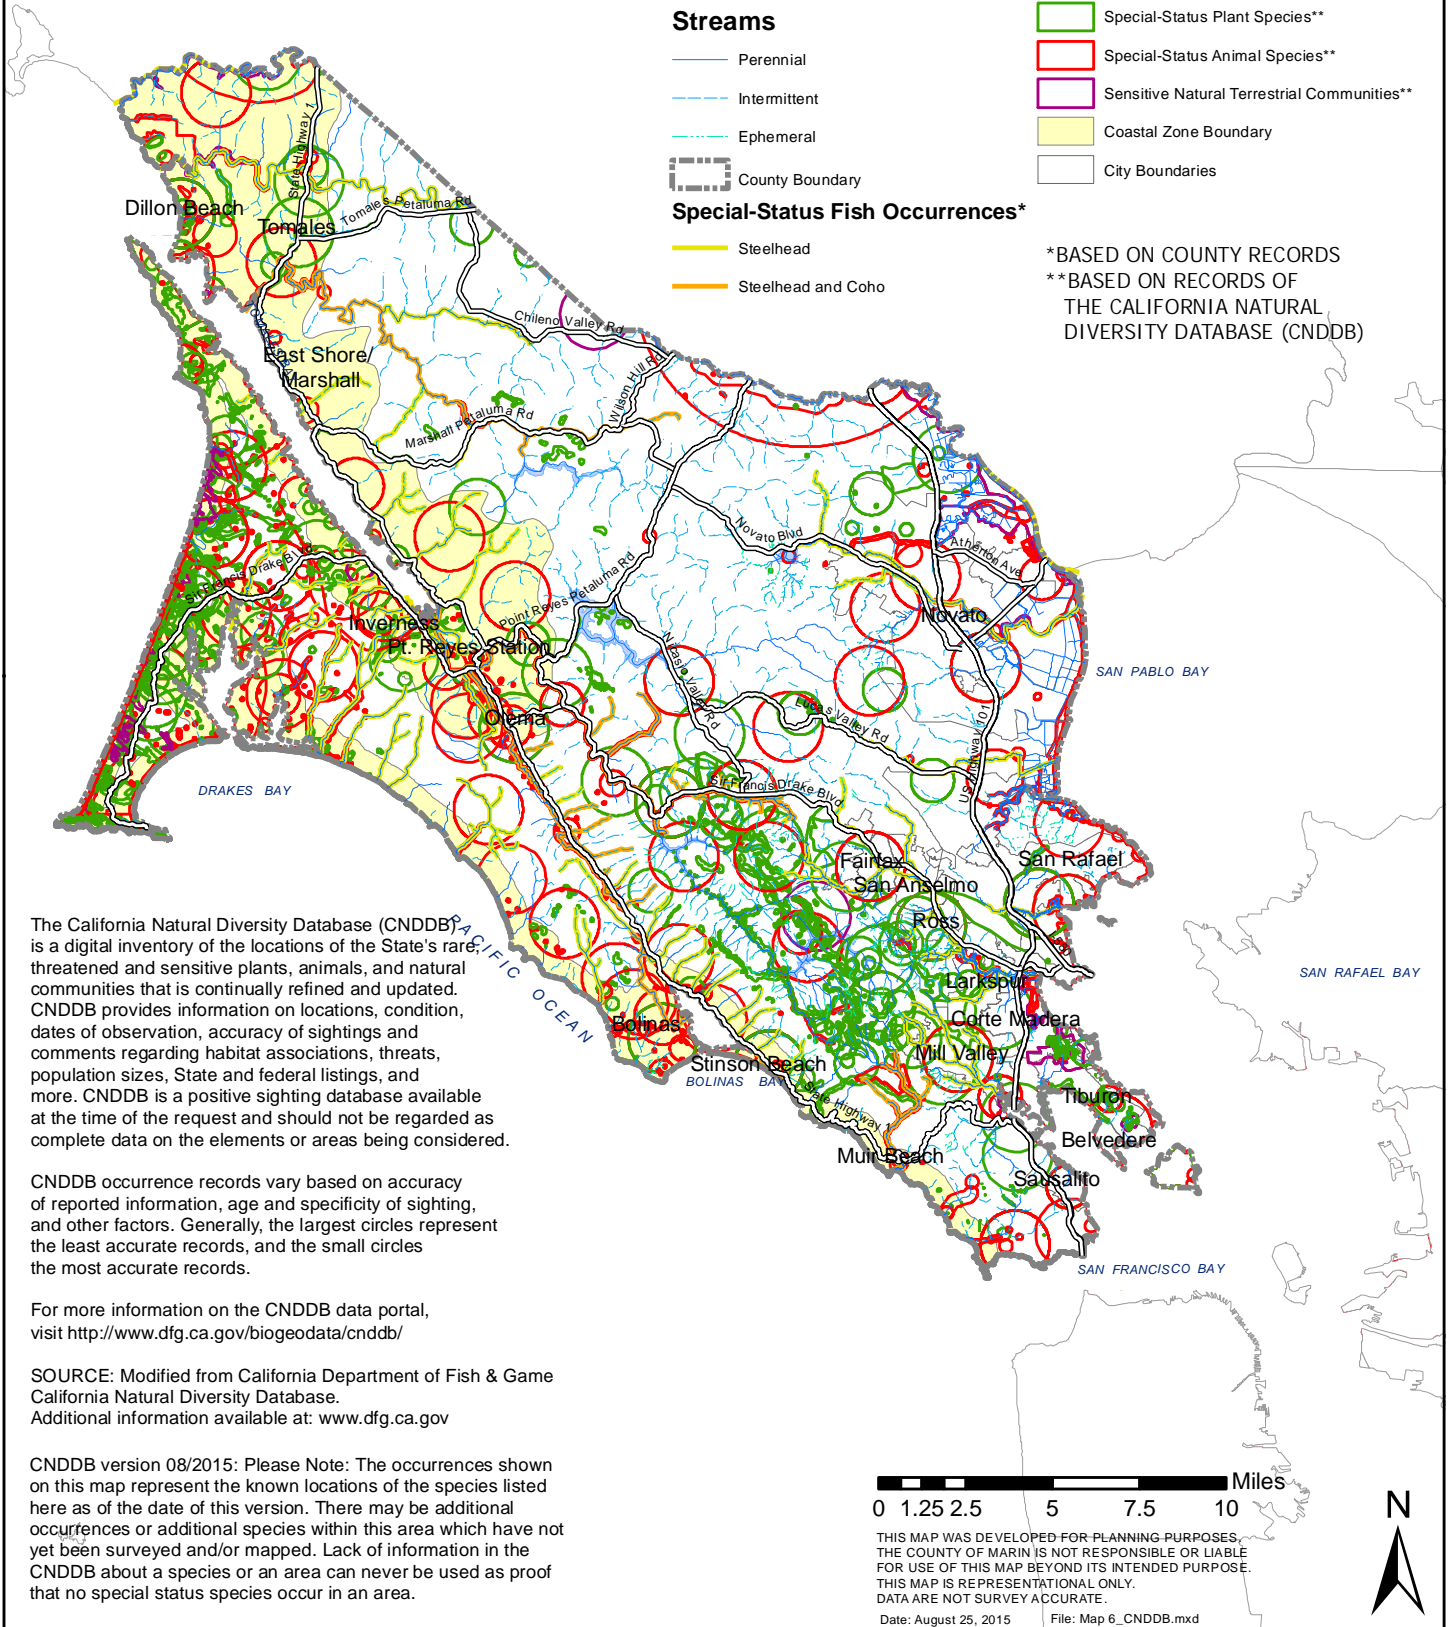 Streams
Perennial
Intermittent
Ephemeral
County Boundary
Special-Status Fish Occurrences*
Steelhead
Steelhead and Coho
Special-Status Plant Species**
Special-Status Animal Species**
Sensitive Natural Terrestrial Communities**
Coastal Zone Boundary
City Boundaries
*BASED ON COUNTY RECORDS
**BASED ON RECORDS OF
THE CALIFORNIA NATURAL
DIVERSITY DATABASE (CNDDB)
State Highway 1
Dillon Beach
Tomales
Tomales Petaluma Rd
Chileno Valley Rd
East Shore/
Marshall
Wilson Hill Rd
Marshall Petaluma Rd
Novato Blvd
Atherton Ave
Sir Francis Drake Blvd
Point Reyes Petaluma Rd
Inverness
Pt. Reyes Station
Novato
Nicasio Valley Rd
SAN PABLO BAY
Olema
Lucas Valley Rd
US Highway 101
DRAKES BAY
Sir Francis Drake Blvd
Fairfax
San Rafael
San Anselmo
Ross
PACIFIC OCEAN
SAN RAFAEL BAY
Larkspur
Corte Madera
Bolinas
Mill Valley
Stinson Beach
BOLINAS BAY
State Highway 1
Tiburon
Belvedere
Muir Beach
Sausalito
SAN FRANCISCO BAY
The California Natural Diversity Database (CNDDB)
is a digital inventory of the locations of the State's rare,
threatened and sensitive plants, animals, and natural
communities that is continually refined and updated.
CNDDB provides information on locations, condition,
dates of observation, accuracy of sightings and
comments regarding habitat associations, threats,
population sizes, State and federal listings, and
more. CNDDB is a positive sighting database available
at the time of the request and should not be regarded as
complete data on the elements or areas being considered.
CNDDB occurrence records vary based on accuracy
of reported information, age and specificity of sighting,
and other factors. Generally, the largest circles represent
the least accurate records, and the small circles
the most accurate records.
For more information on the CNDDB data portal,
visit http://www.dfg.ca.gov/biogeodata/cnddb/
SOURCE: Modified from California Department of Fish & Game
California Natural Diversity Database.
Additional information available at: www.dfg.ca.gov
CNDDB version 08/2015: Please Note: The occurrences shown
on this map represent the known locations of the species listed
here as of the date of this version. There may be additional
occurrences or additional species within this area which have not
yet been surveyed and/or mapped. Lack of information in the
CNDDB about a species or an area can never be used as proof
that no special status species occur in an area.
Miles
0 1.25 2.5 5 7.5 10
THIS MAP WAS DEVELOPED FOR PLANNING PURPOSES.
THE COUNTY OF MARIN IS NOT RESPONSIBLE OR LIABLE
FOR USE OF THIS MAP BEYOND ITS INTENDED PURPOSE.
THIS MAP IS REPRESENTATIONAL ONLY.
DATA ARE NOT SURVEY ACCURATE.
Date: August 25, 2015 File: Map 6_CNDDB.mxd
N